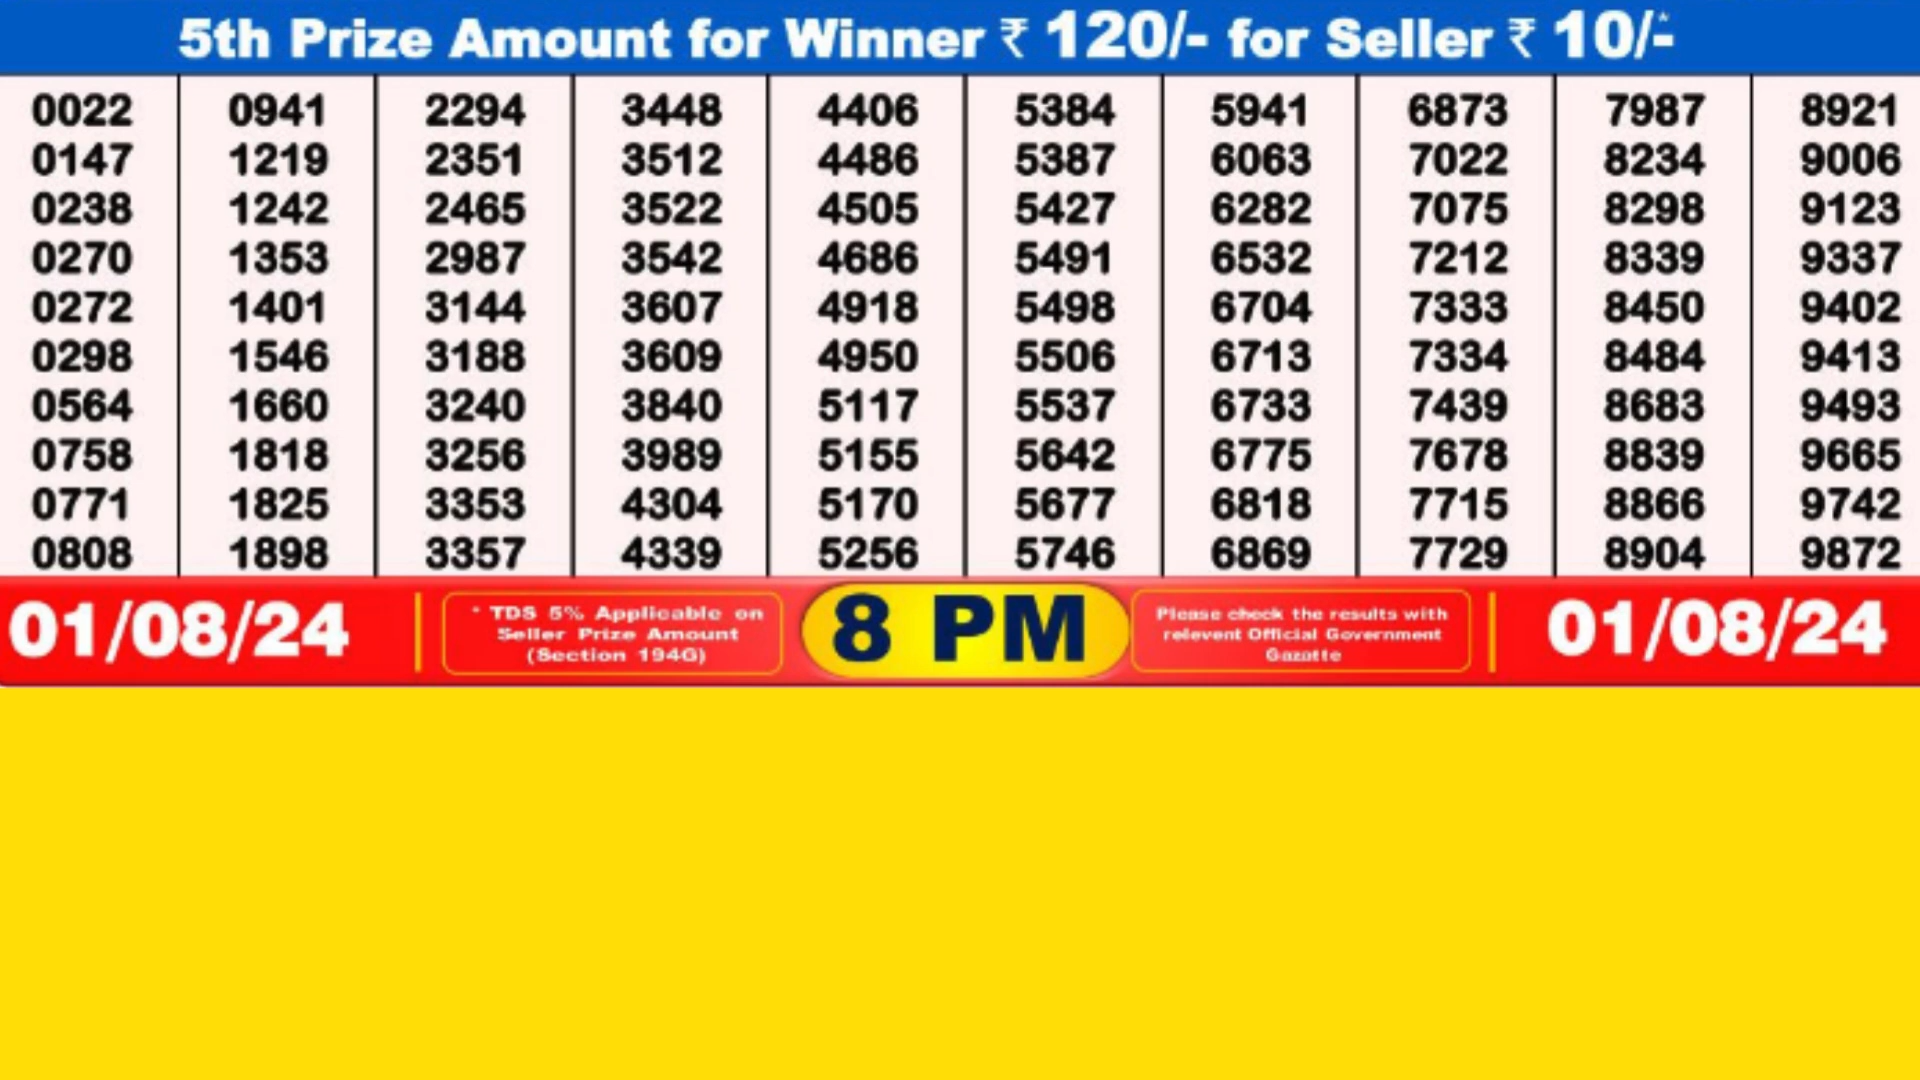 5th Prize Amount for Winner ₹ 120/- for Seller ₹ 10/-*
0022 0941 2294 3448 4406 5384 5941 6873 7987 8921
0147 1219 2351 3512 4486 5387 6063 7022 8234 9006
0238 1242 2465 3522 4505 5427 6282 7075 8298 9123
0270 1353 2987 3542 4686 5491 6532 7212 8339 9337
0272 1401 3144 3607 4918 5498 6704 7333 8450 9402
0298 1546 3188 3609 4950 5506 6713 7334 8484 9413
0564 1660 3240 3840 5117 5537 6733 7439 8683 9493
0758 1818 3256 3989 5155 5642 6775 7678 8839 9665
0771 1825 3353 4304 5170 5677 6818 7715 8866 9742
0808 1898 3357 4339 5256 5746 6869 7729 8904 9872
01/08/24
* TDS 5% Applicable on
Seller Prize Amount
(Section 194G)
8 PM
Please check the results with
relevent Official Government
Gazatte
01/08/24